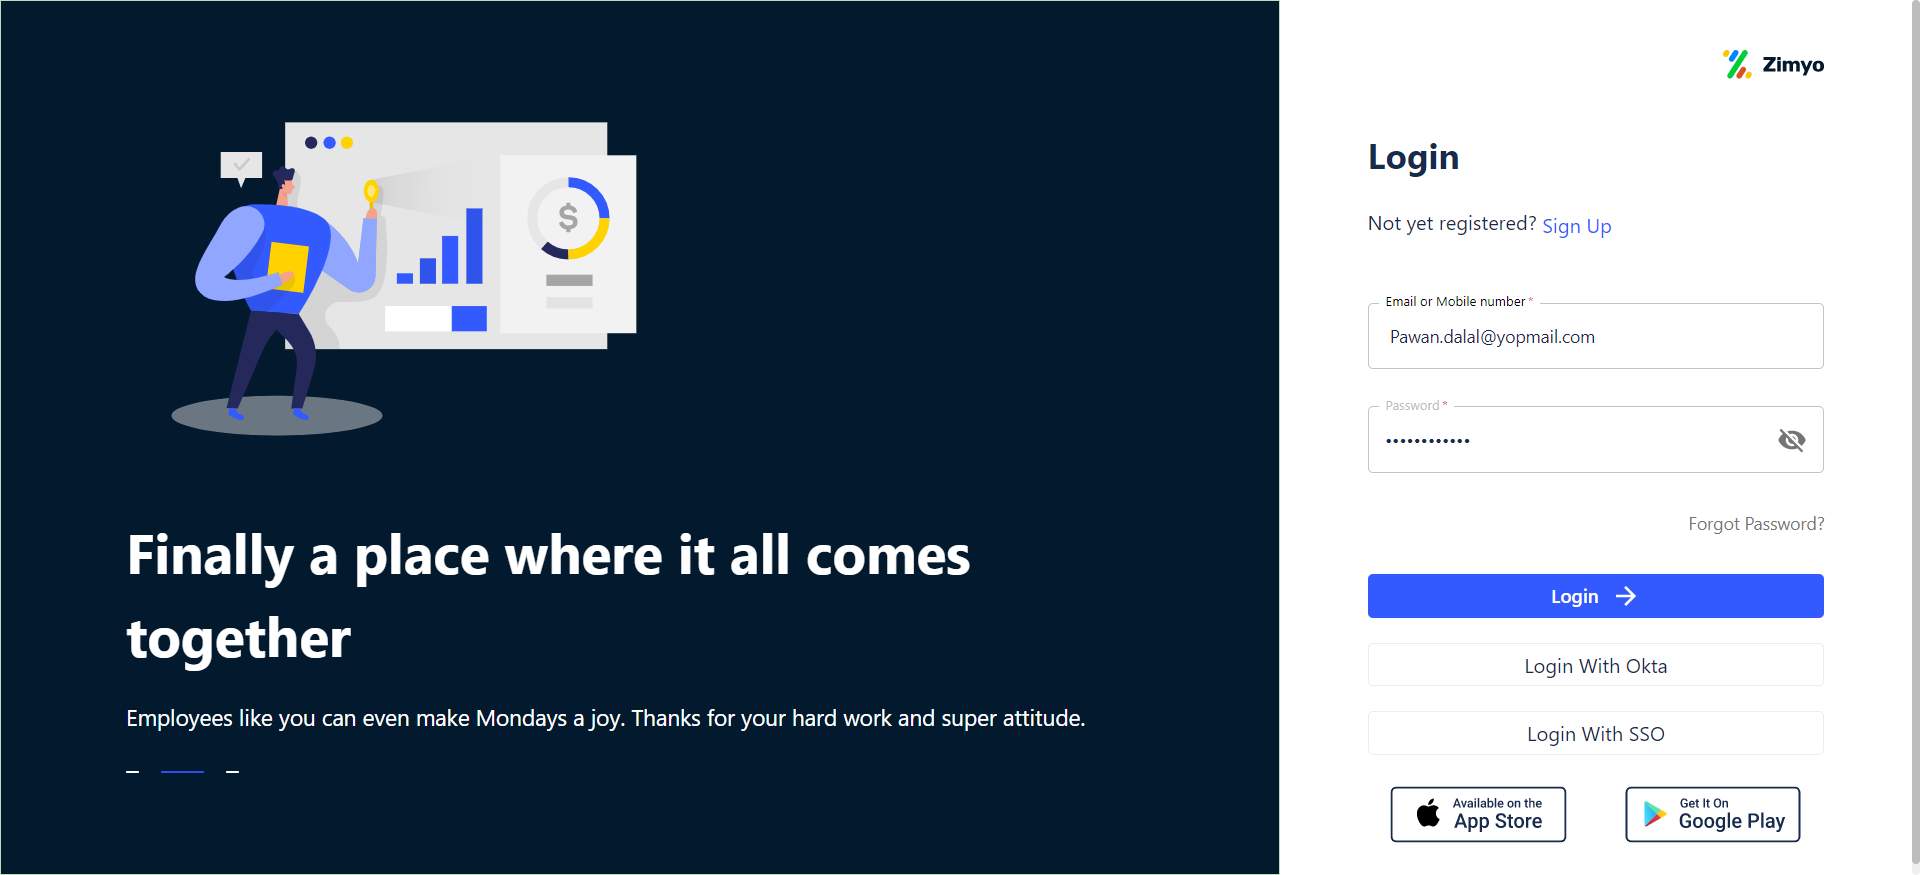 Zimyo
Login
Not yet registered? Sign Up
Email or Mobile number *
Pawan.dalal@yopmail.com
Password *
••••••••••••
Forgot Password?
Login
Login With Okta
Login With SSO
Available on the
App Store
Get It On
Google Play
$
Finally a place where it all comes
together
Employees like you can even make Mondays a joy. Thanks for your hard work and super attitude.